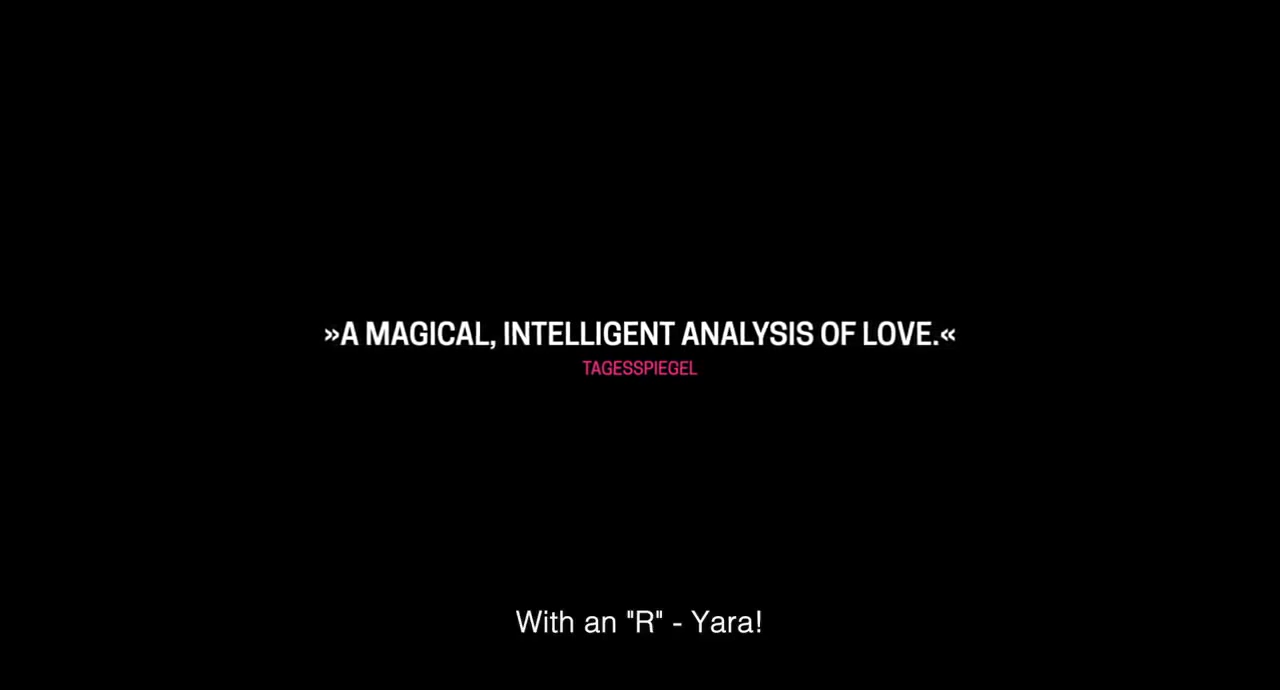 »A MAGICAL, INTELLIGENT ANALYSIS OF LOVE.«
TAGESSPIEGEL
With an "R" - Yara!